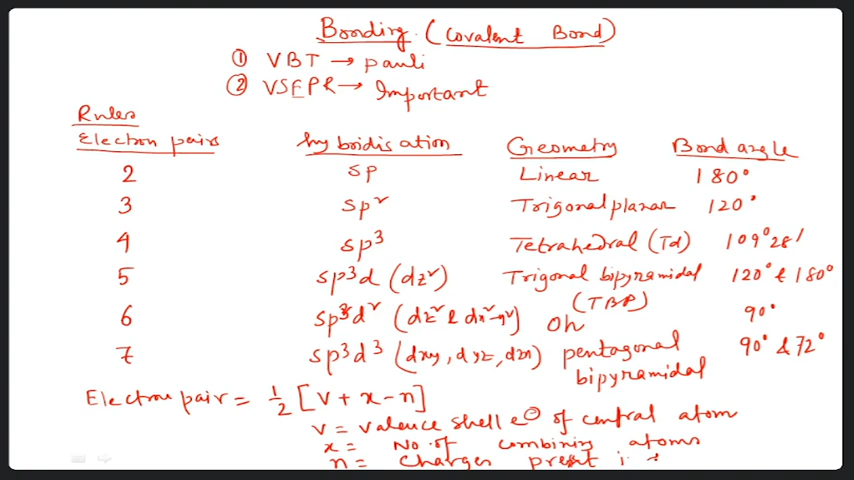 Bonding. (Covalent Bond)
① VBT → pauli
② VSEPR → Important
Rules
Electron pairs hybridisation Geometry Bond angle
2 sp Linear 180°
3 sp² Trigonal planar 120°
4 sp³ Tetrahedral (Td) 109°28'
5 sp³d (dz²) Trigonal bipyramidal 120° & 180°
(TBP)
6 sp³d² (dz² & dx²-y²) Oh 90°
7 sp³d³ (dxy, dyz, dzx) pentagonal 90° & 72°
bipyramidal
Electron pair = 1/2 [V + x - n]
V = valence shell e⊖ of central atom
x = No. of combining atoms
n = charges present